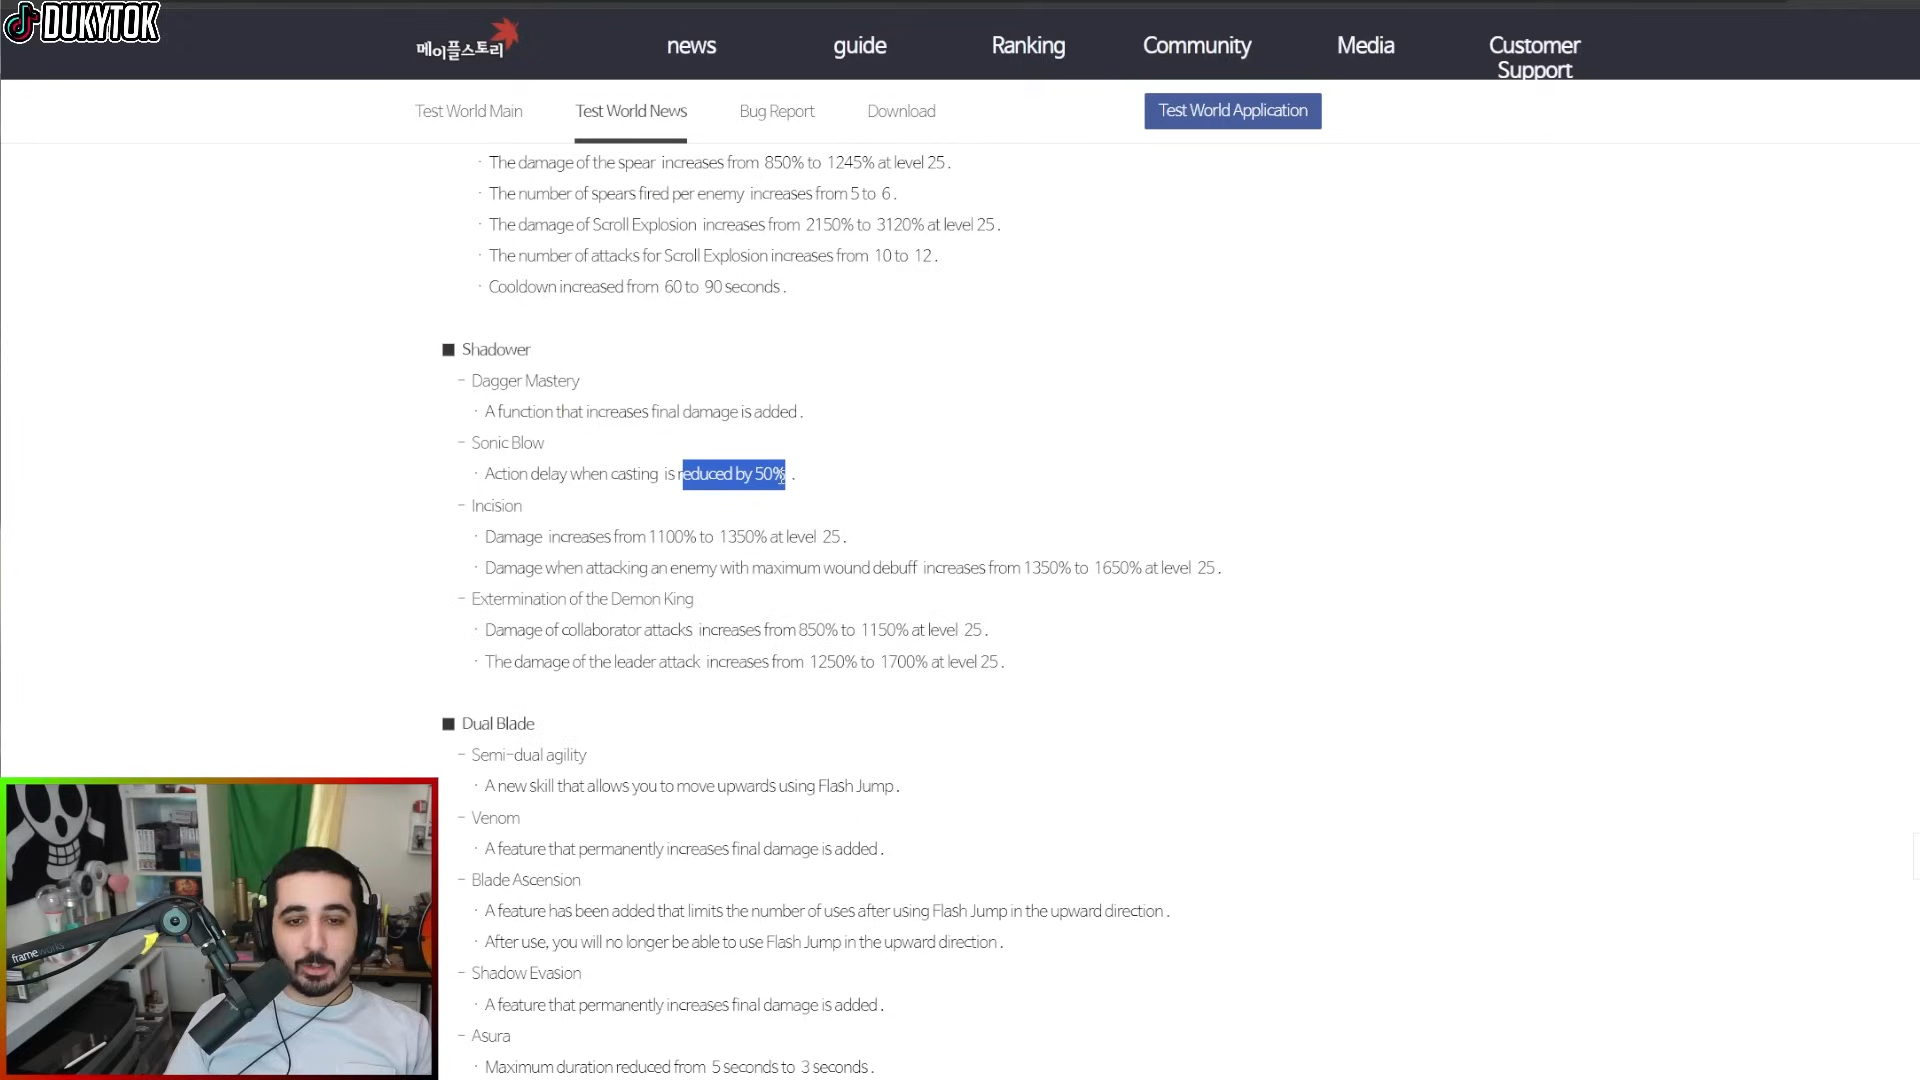 DUKYTOK
메이플스토리
news
guide
Ranking
Community
Media
Customer Support
Test World Main
Test World News
Bug Report
Download
Test World Application
· The damage of the spear increases from 850% to 1245% at level 25 .
· The number of spears fired per enemy increases from 5 to 6 .
· The damage of Scroll Explosion increases from 2150% to 3120% at level 25 .
· The number of attacks for Scroll Explosion increases from 10 to 12 .
· Cooldown increased from 60 to 90 seconds .
■ Shadower
- Dagger Mastery
· A function that increases final damage is added .
- Sonic Blow
· Action delay when casting is reduced by 50% .
- Incision
· Damage increases from 1100% to 1350% at level 25 .
· Damage when attacking an enemy with maximum wound debuff increases from 1350% to 1650% at level 25 .
- Extermination of the Demon King
· Damage of collaborator attacks increases from 850% to 1150% at level 25 .
· The damage of the leader attack increases from 1250% to 1700% at level 25 .
■ Dual Blade
- Semi-dual agility
· A new skill that allows you to move upwards using Flash Jump .
- Venom
· A feature that permanently increases final damage is added .
- Blade Ascension
· A feature has been added that limits the number of uses after using Flash Jump in the upward direction .
· After use, you will no longer be able to use Flash Jump in the upward direction .
- Shadow Evasion
· A feature that permanently increases final damage is added .
- Asura
· Maximum duration reduced from 5 seconds to 3 seconds .
frameworks